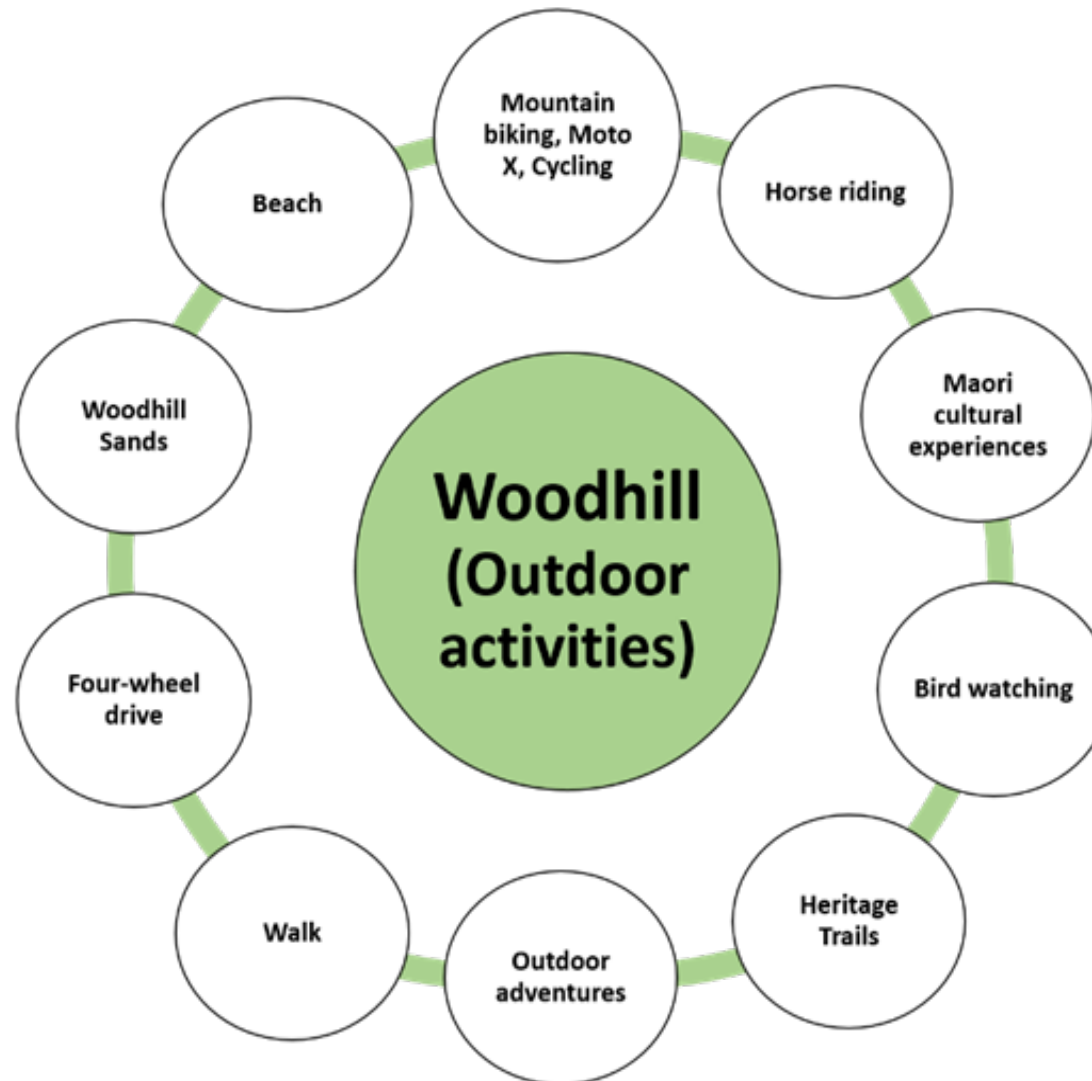 Mountain
biking, Moto
X, Cycling
Horse riding
Maori
cultural
experiences
Bird watching
Heritage
Trails
Outdoor
adventures
Walk
Four-wheel
drive
Woodhill
Sands
Beach
Woodhill
(Outdoor
activities)